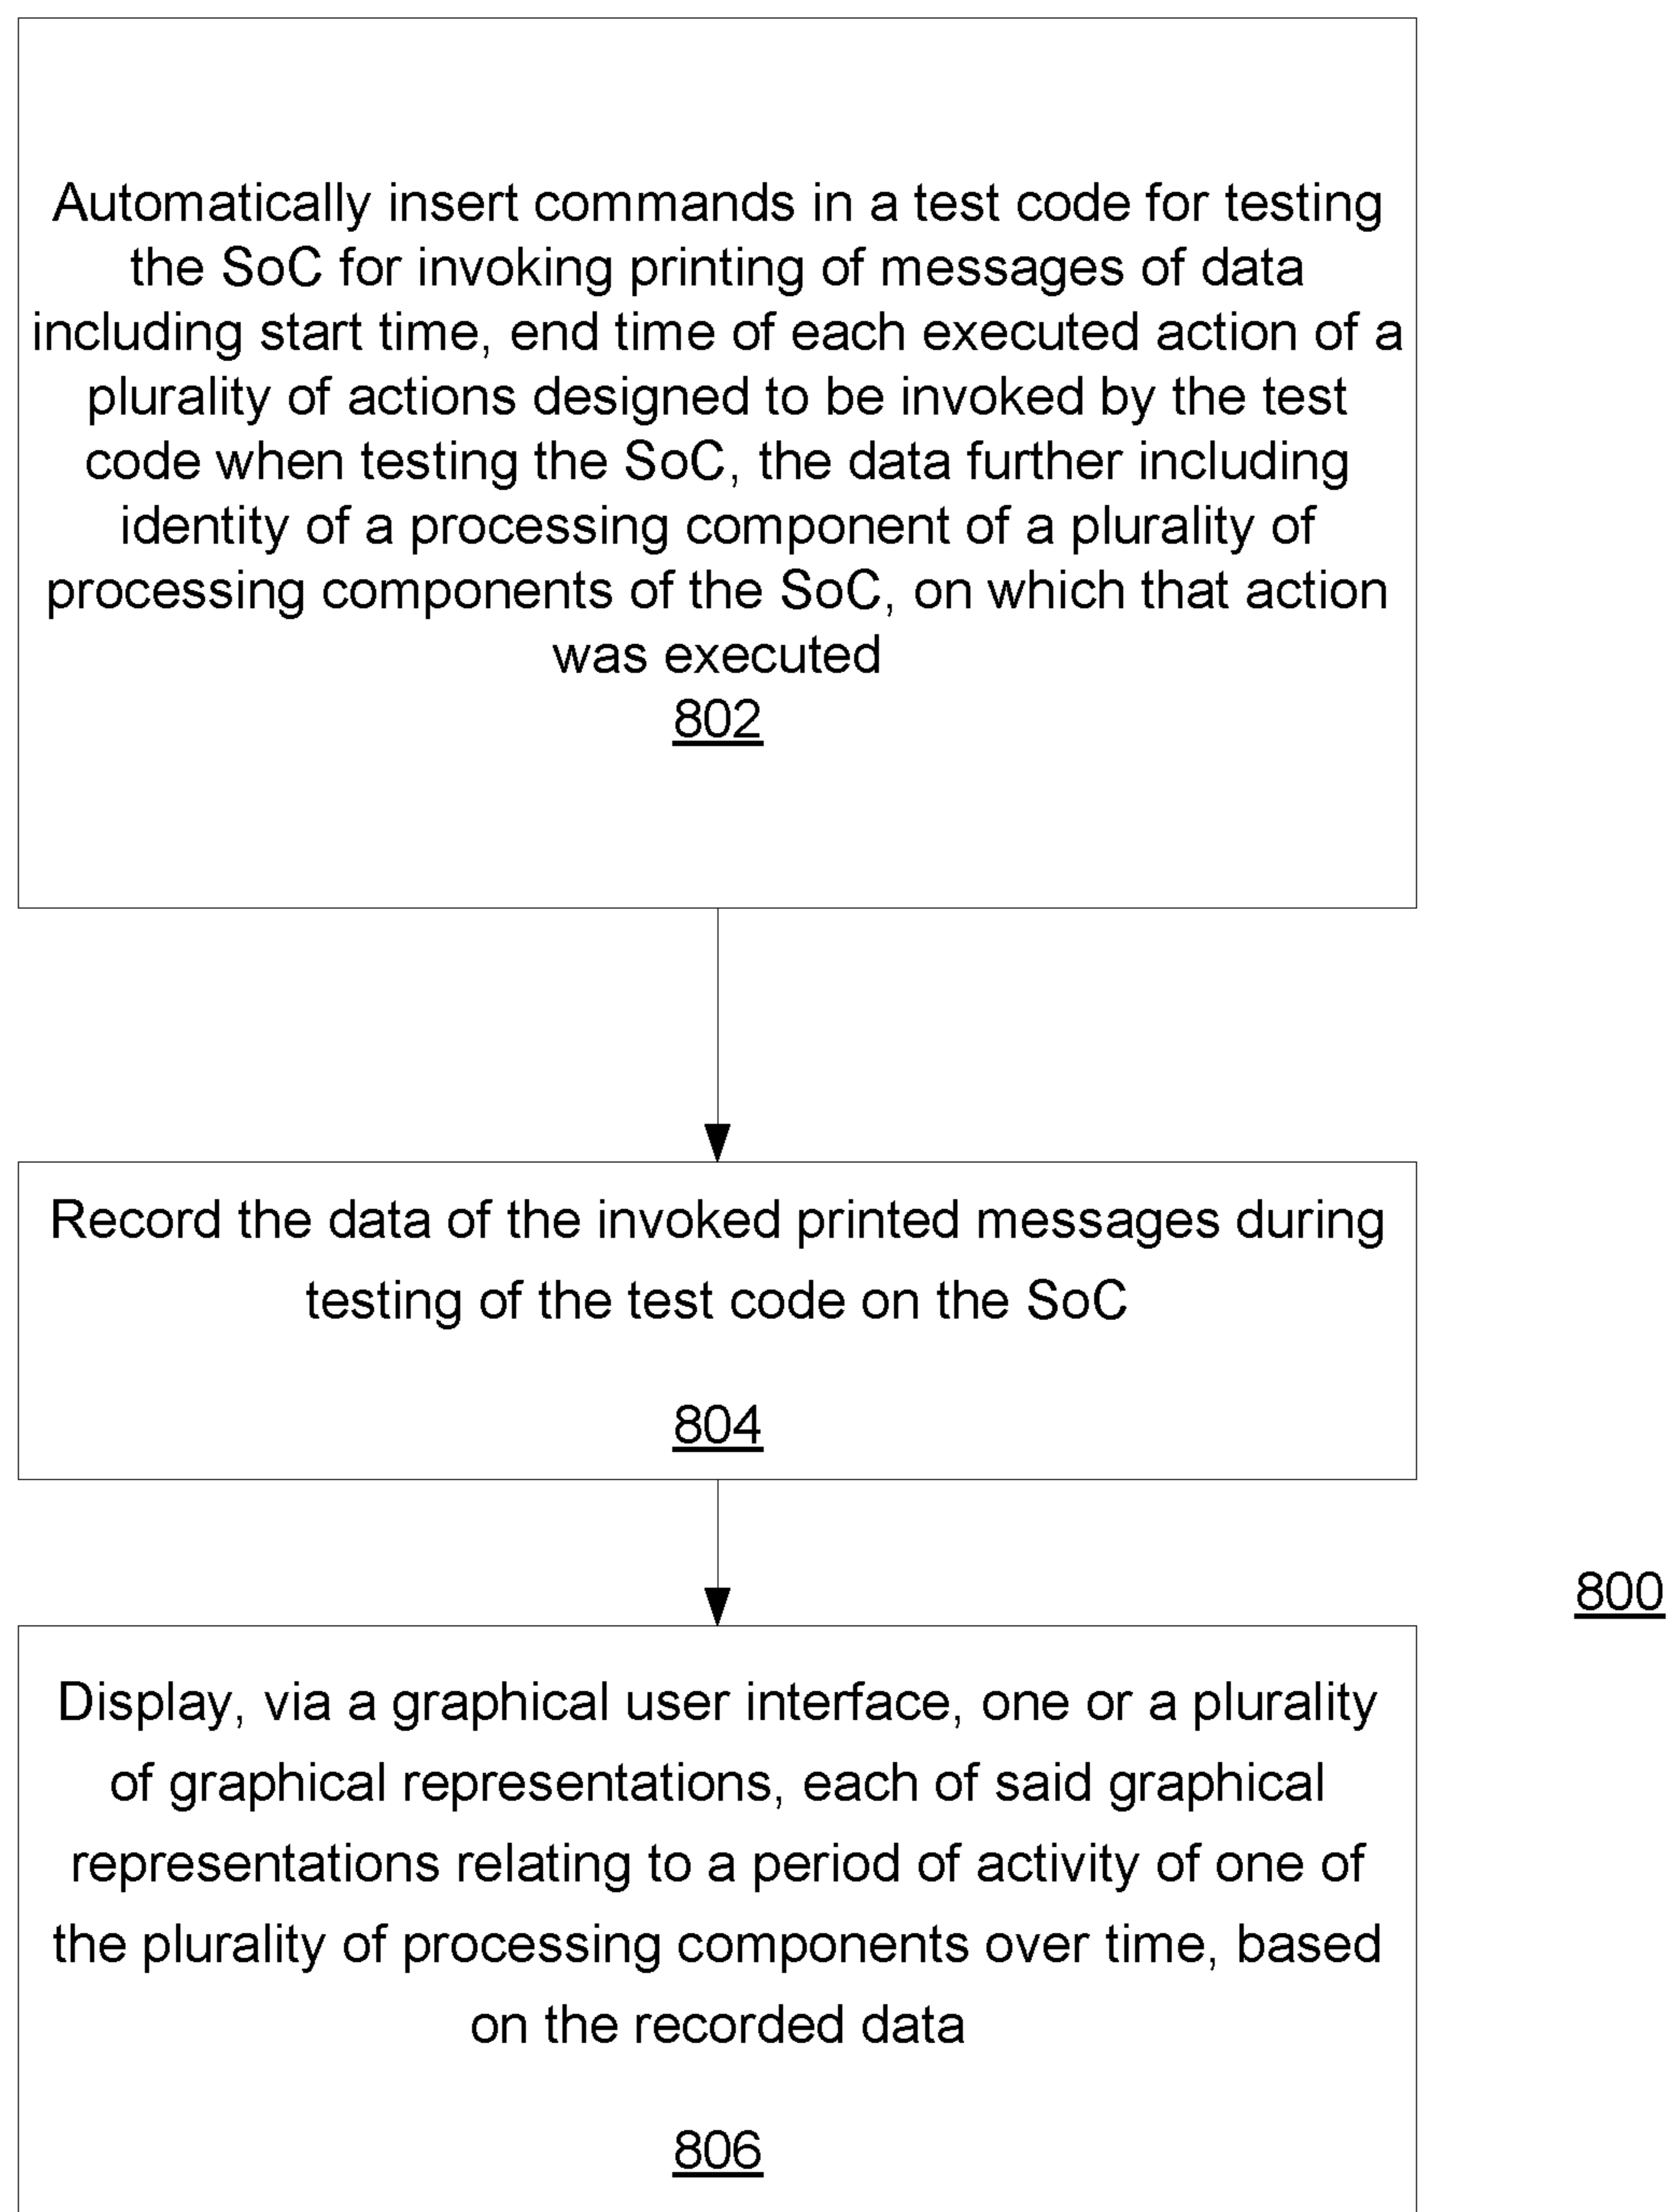 Automatically insert commands in a test code for testing
the SoC for invoking printing of messages of data
including start time, end time of each executed action of a
plurality of actions designed to be invoked by the test
code when testing the SoC, the data further including
identity of a processing component of a plurality of
processing components of the SoC, on which that action
was executed
802
Record the data of the invoked printed messages during
testing of the test code on the SoC
804
800
Display, via a graphical user interface, one or a plurality
of graphical representations, each of said graphical
representations relating to a period of activity of one of
the plurality of processing components over time, based
on the recorded data
806